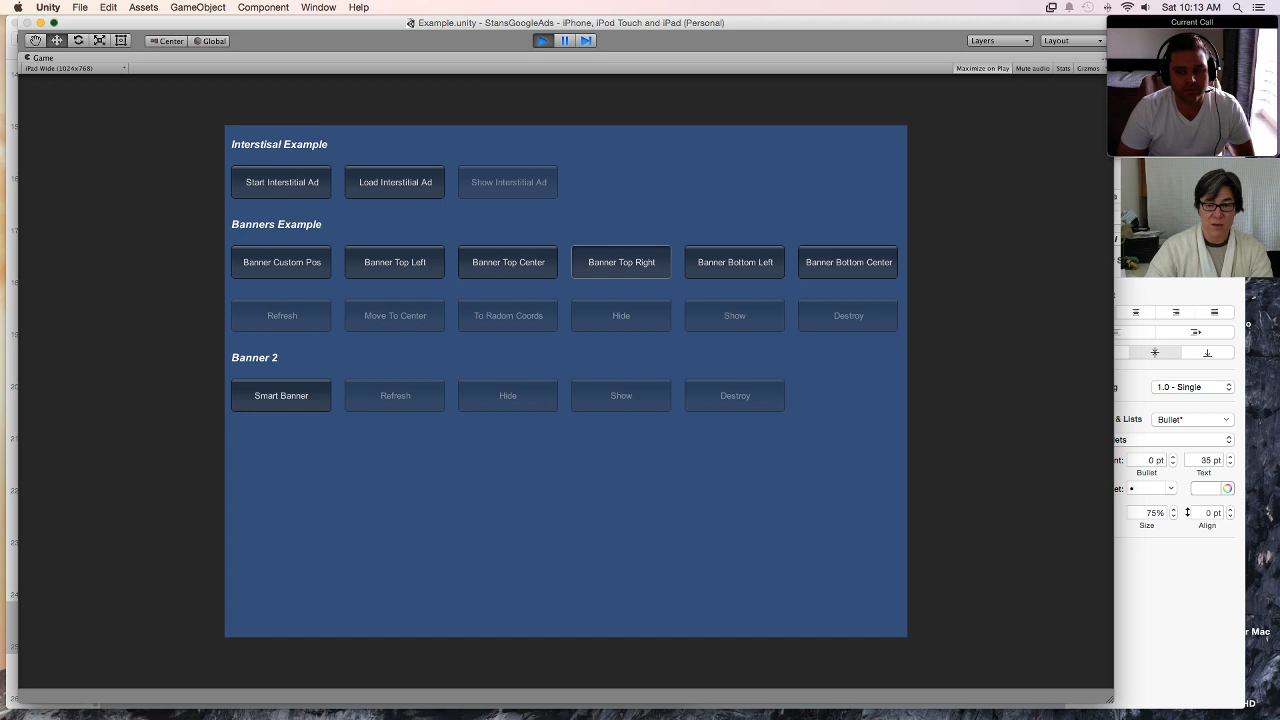 Unity File Edit Assets GameObject Component Window Help Sat 10:13 AM
Example.unity - StansGoogleAds - iPhone, iPod Touch and iPad (Personal)
Current Call
Center Global Layers Layout
Game
iPad Wide (1024x768) Maximize on Play Mute audio Stats Gizmos
Interstisal Example
Start Interstitial Ad Load Interstitial Ad Show Interstitial Ad
Banners Example
Banner Custom Pos Banner Top Left Banner Top Center Banner Top Right Banner Bottom Left Banner Bottom Center
Refresh Move To Center To Radom Coords Hide Show Destroy
Banner 2
Smart Banner Refresh Hide Show Destroy
1.0 - Single
& Lists Bullet*
ets
nt: 0 pt 35 pt
Bullet Text
et: •
75% 0 pt
Size Align
r Mac
HD